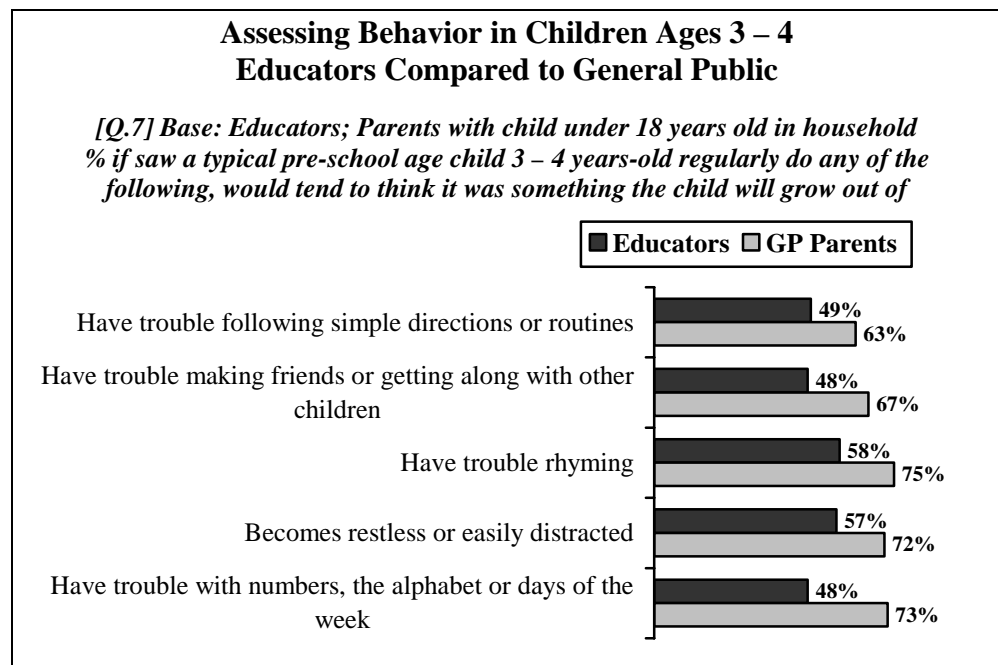 Assessing Behavior in Children Ages 3 – 4
Educators Compared to General Public
[Q.7] Base: Educators; Parents with child under 18 years old in household
% if saw a typical pre-school age child 3 – 4 years-old regularly do any of the
following, would tend to think it was something the child will grow out of
Educators GP Parents
Have trouble following simple directions or routines
49%
63%
Have trouble making friends or getting along with other
children
48%
67%
Have trouble rhyming
58%
75%
Becomes restless or easily distracted
57%
72%
Have trouble with numbers, the alphabet or days of the
week
48%
73%